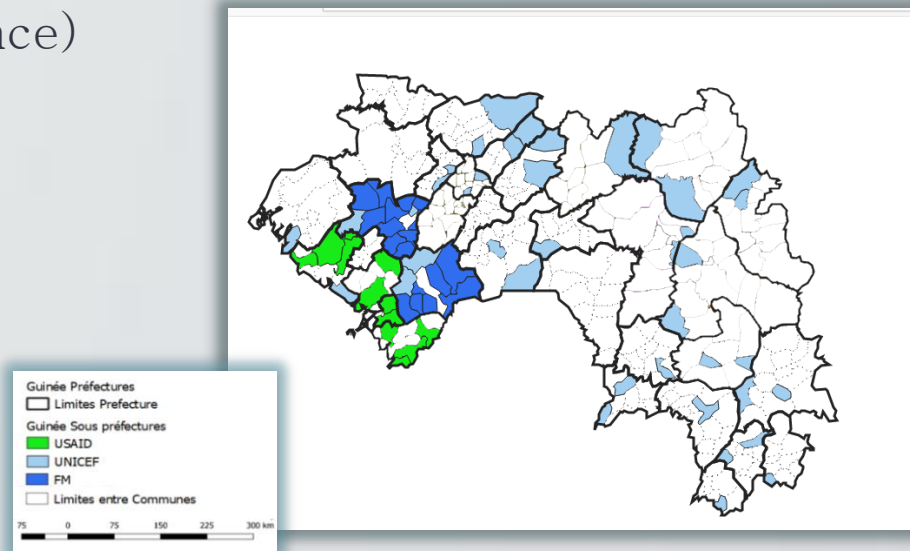 nce)
Guinée Préfectures
Limites Prefecture
Guinée Sous préfectures
USAID
UNICEF
FM
Limites entre Communes
75 0 75 150 225 300 km